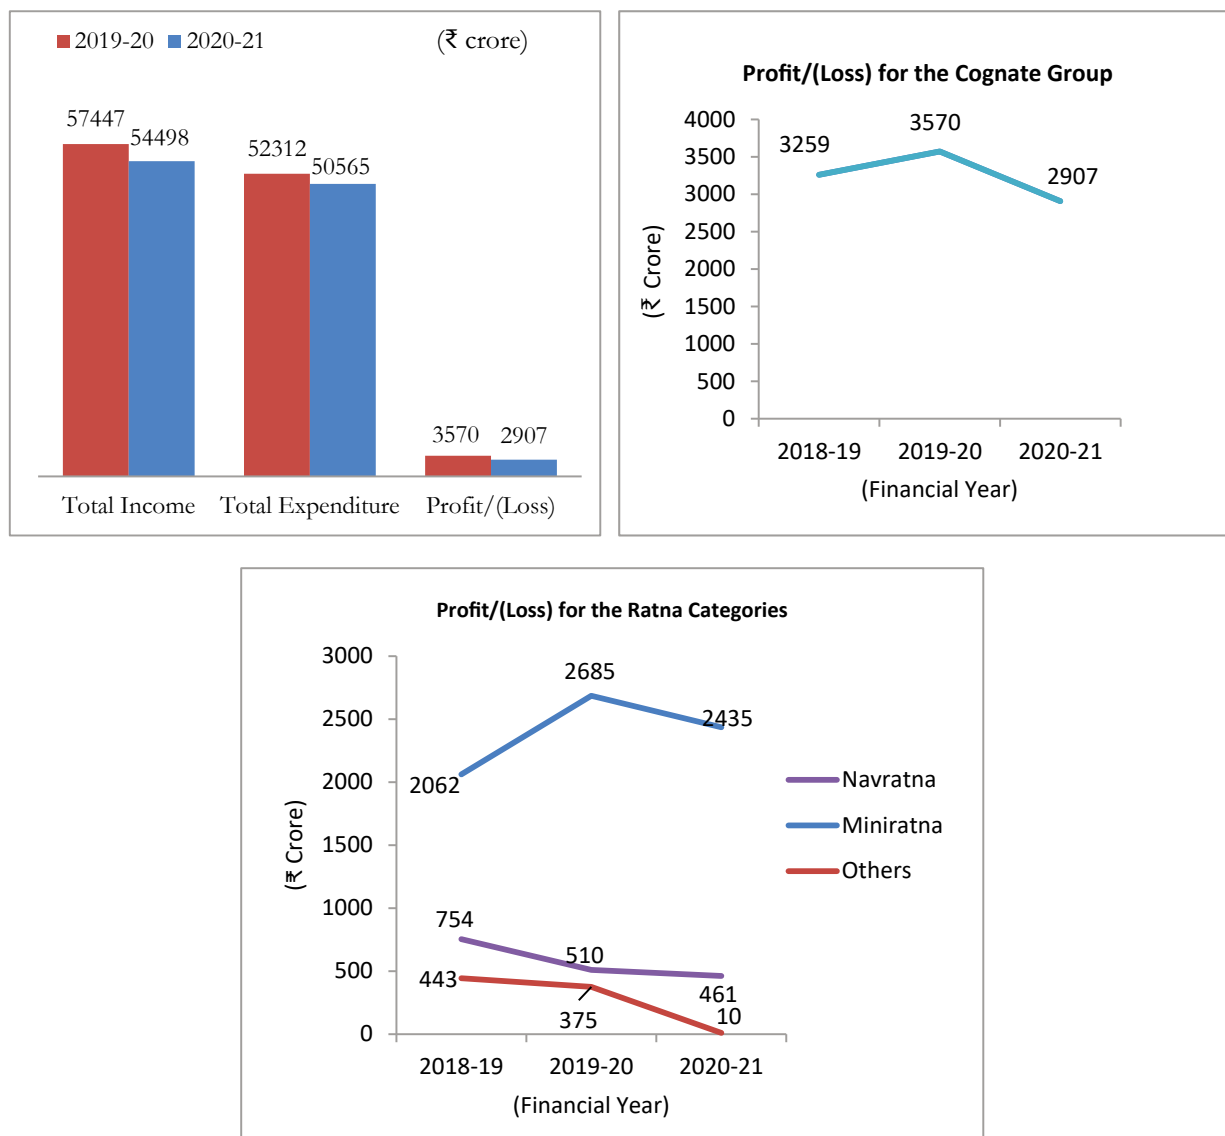 2019-20 2020-21 (₹ crore)
57447
54498
52312
50565
3570 2907
Total Income Total Expenditure Profit/(Loss)
Profit/(Loss) for the Cognate Group
4000
3500
3000
2500
2000
1500
1000
500
0
(₹ Crore)
3259
3570
2907
2018-19 2019-20 2020-21
(Financial Year)
Profit/(Loss) for the Ratna Categories
3000
2500
2000
1500
1000
500
0
(₹ Crore)
2062
2685
2435
754
510
461
443
375
10
2018-19 2019-20 2020-21
(Financial Year)
Navratna
Miniratna
Others